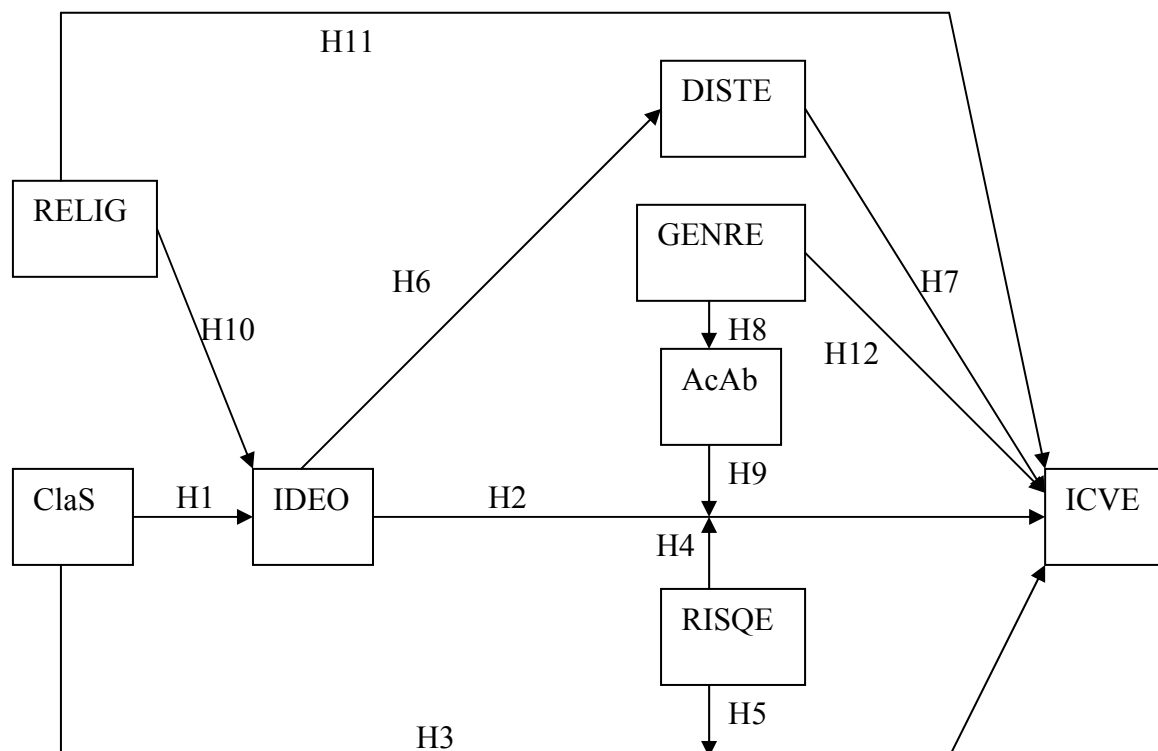 H11
DISTE
RELIG
GENRE
H6
H7
H10
H8
H12
AcAb
H9
ClaS
H1
IDEO
H2
ICVE
H4
RISQE
H5
H3